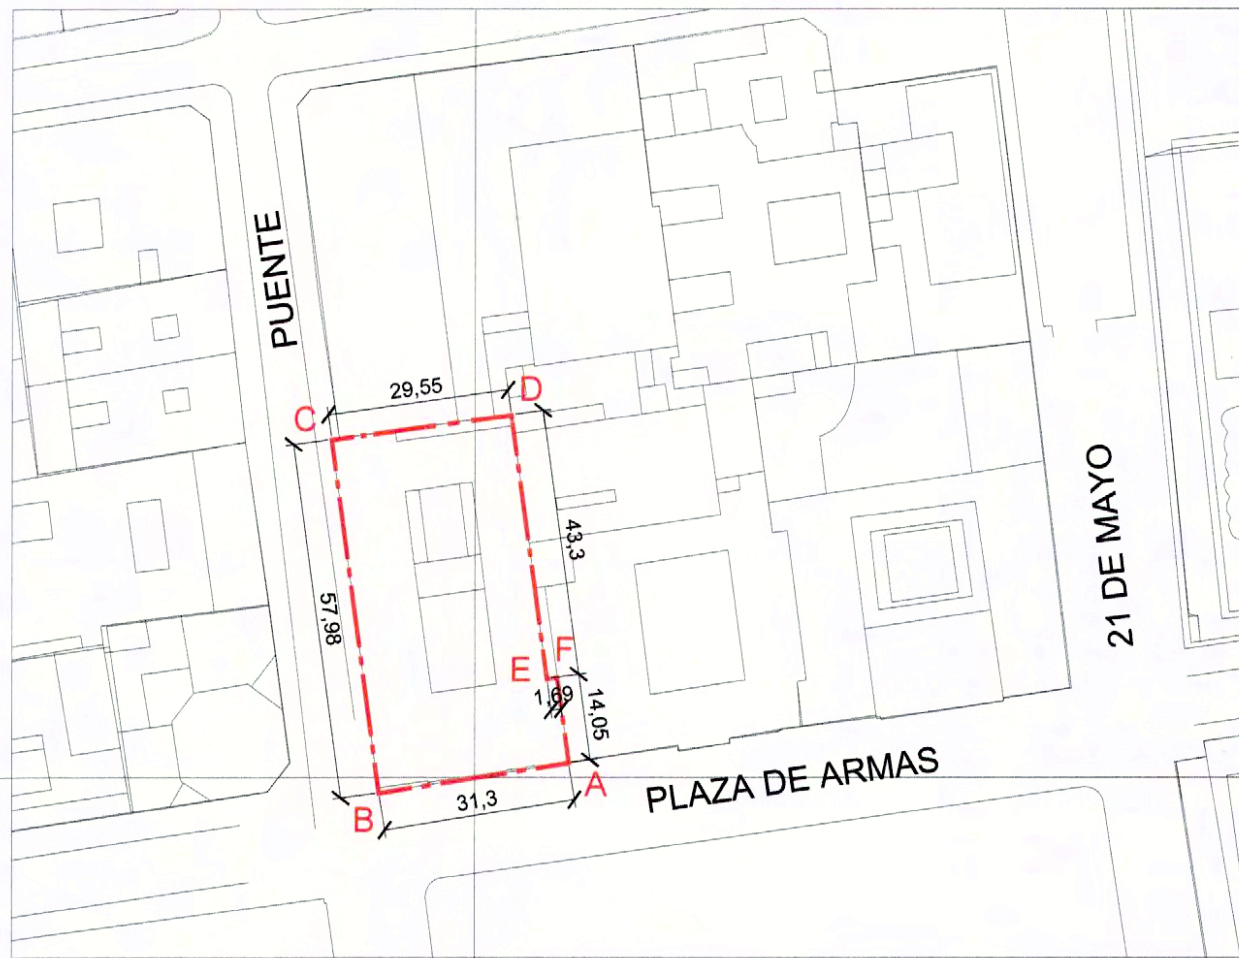 PUENTE
29,55
C
D
43,3
57,98
21 DE MAYO
E
F
1,69
14,05
A
PLAZA DE ARMAS
31,3
B